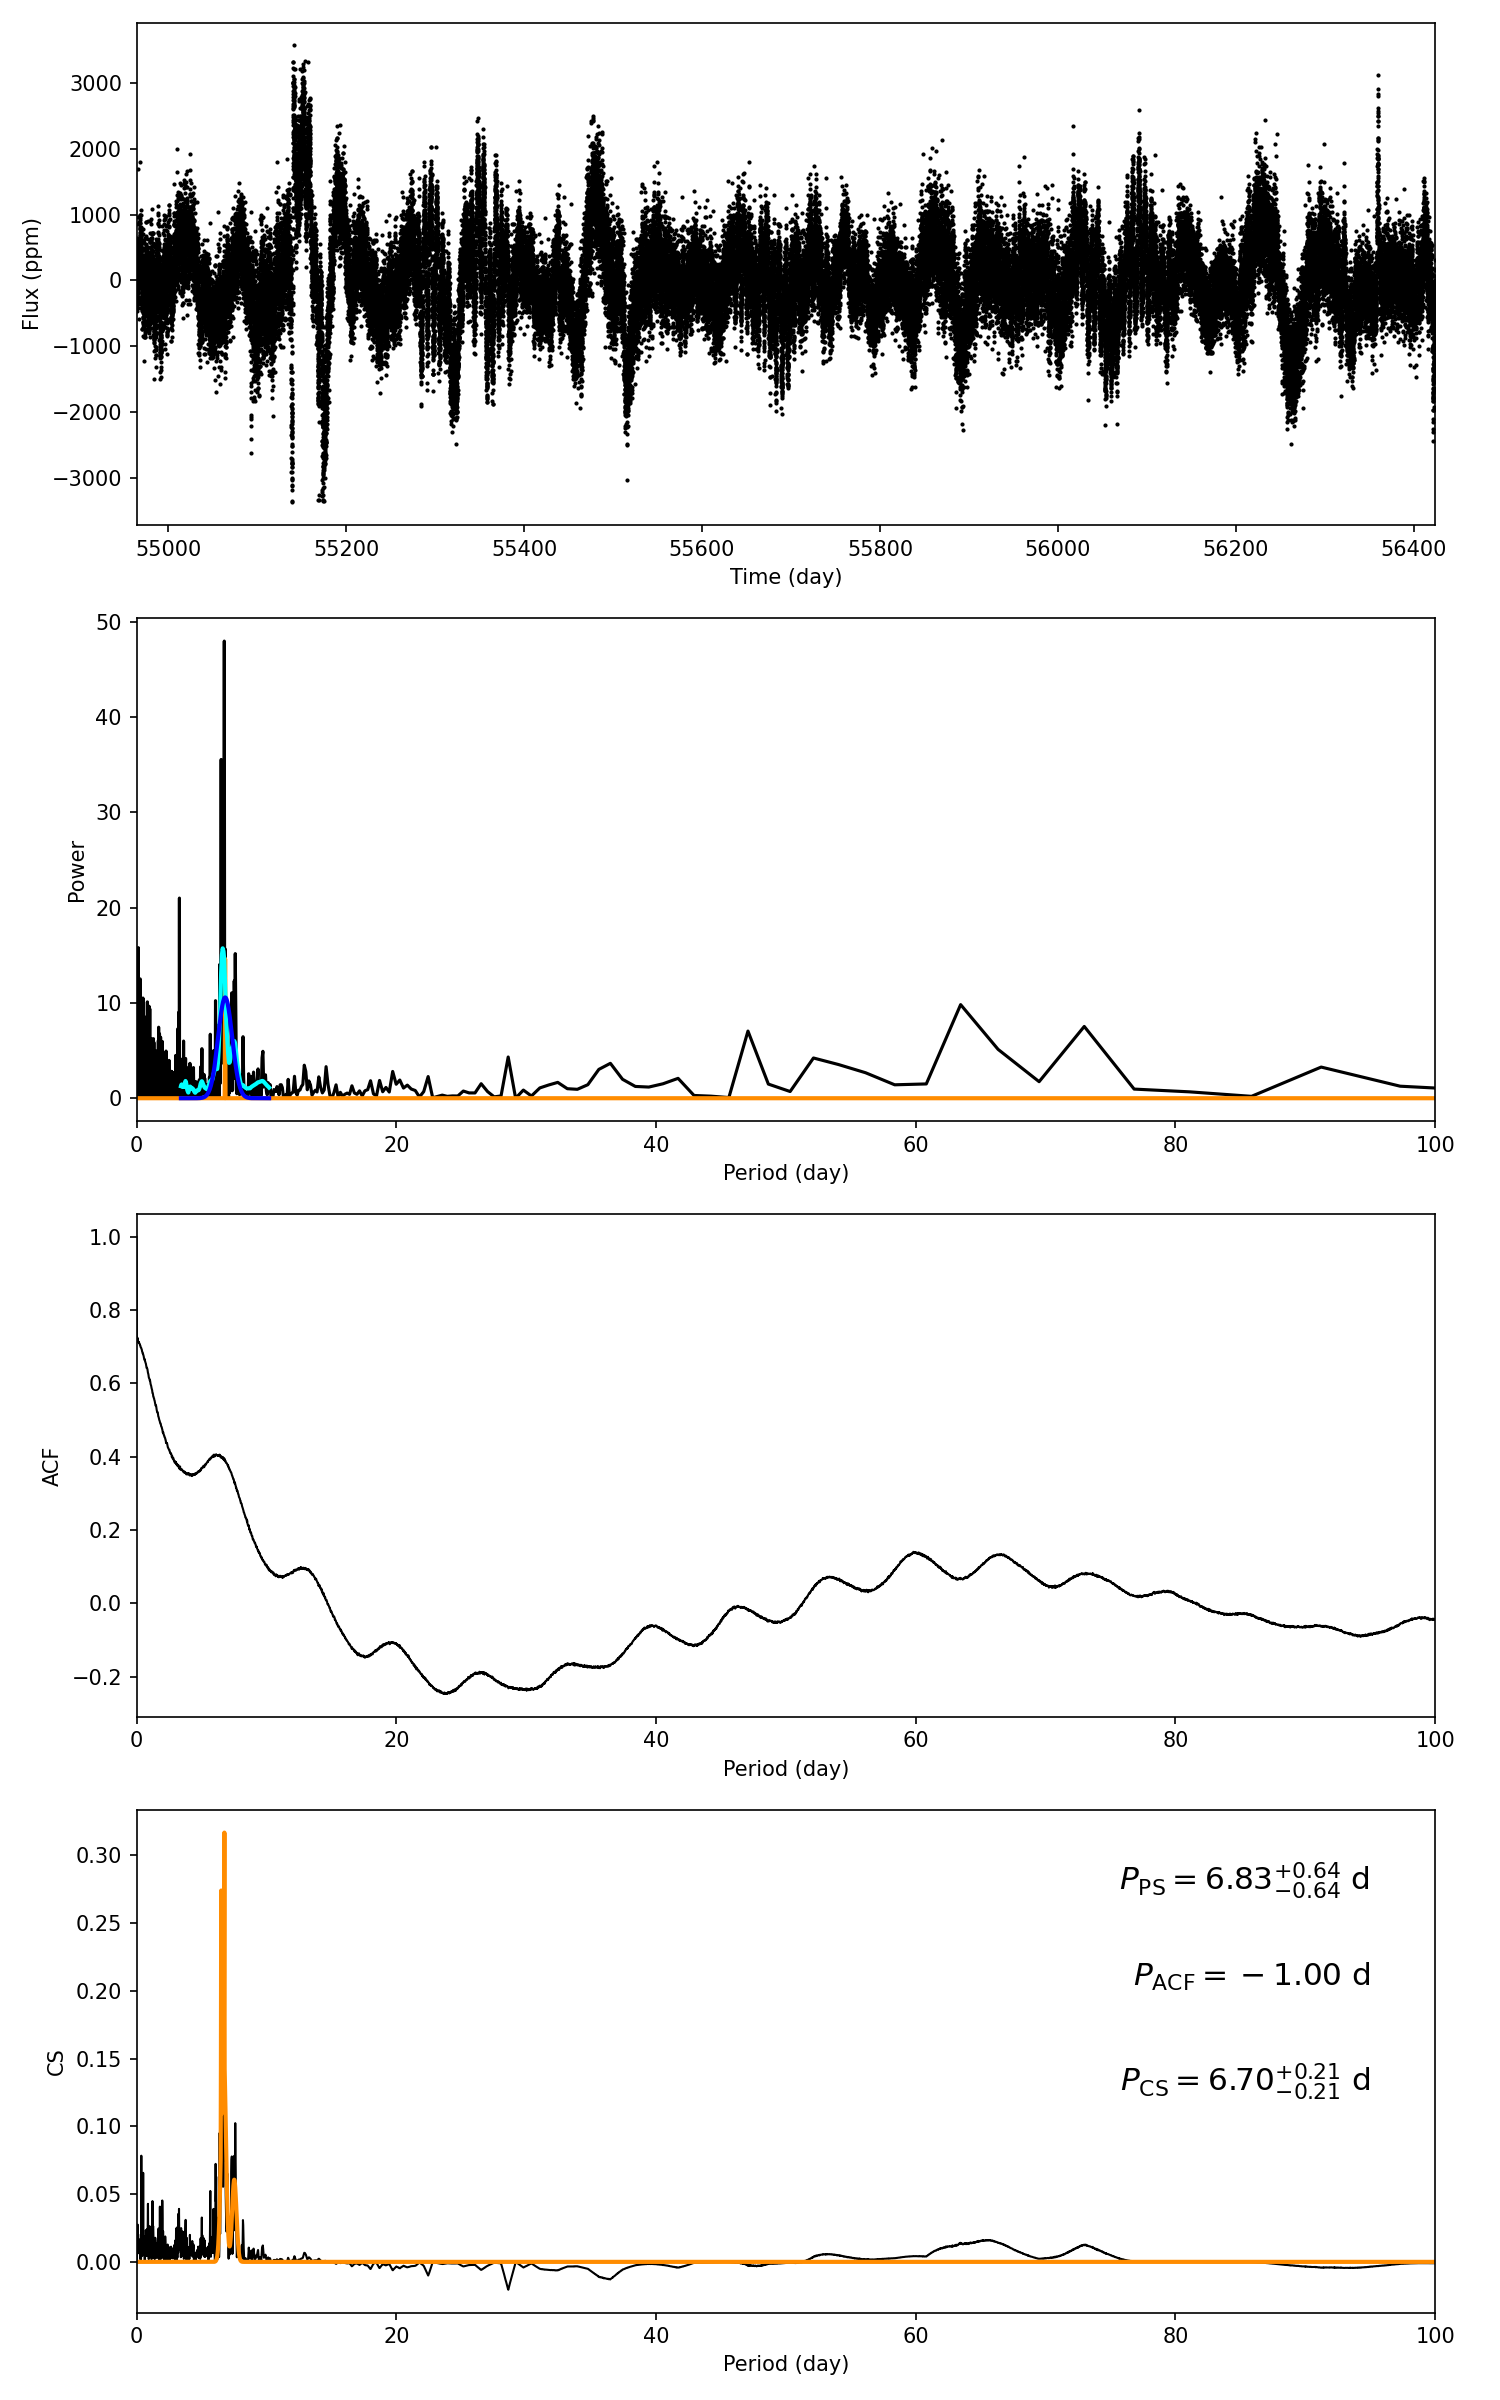 3000
2000
1000
0
−1000
−2000
−3000
Flux (ppm)
55000 55200 55400 55600 55800 56000 56200 56400
Time (day)
50
40
30
20
10
0
Power
0 20 40 60 80 100
Period (day)
1.0
0.8
0.6
0.4
0.2
0.0
−0.2
ACF
0 20 40 60 80 100
Period (day)
0.30
0.25
0.20
0.15
0.10
0.05
0.00
CS
P_PS = 6.83 +0.64 −0.64 d
P_ACF = −1.00 d
P_CS = 6.70 +0.21 −0.21 d
0 20 40 60 80 100
Period (day)